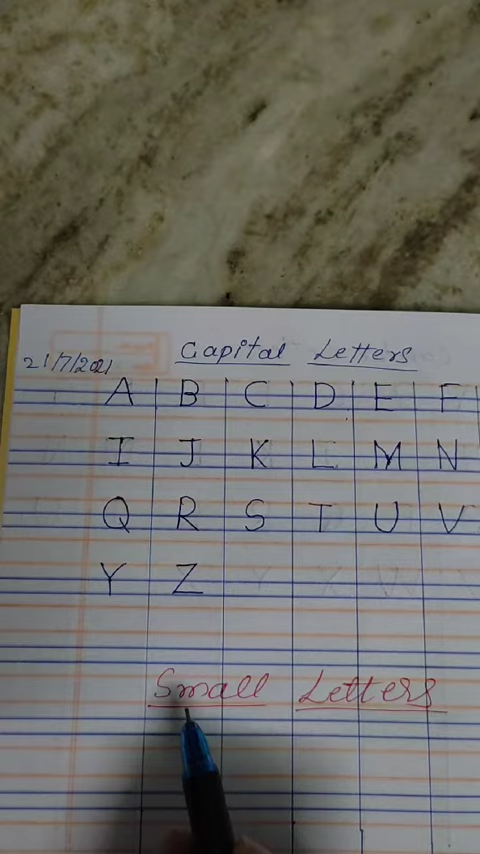 Capital Letters
21/7/2021
A B C D E F
I J K L M N
Q R S T U V
Y Z
Small Letters